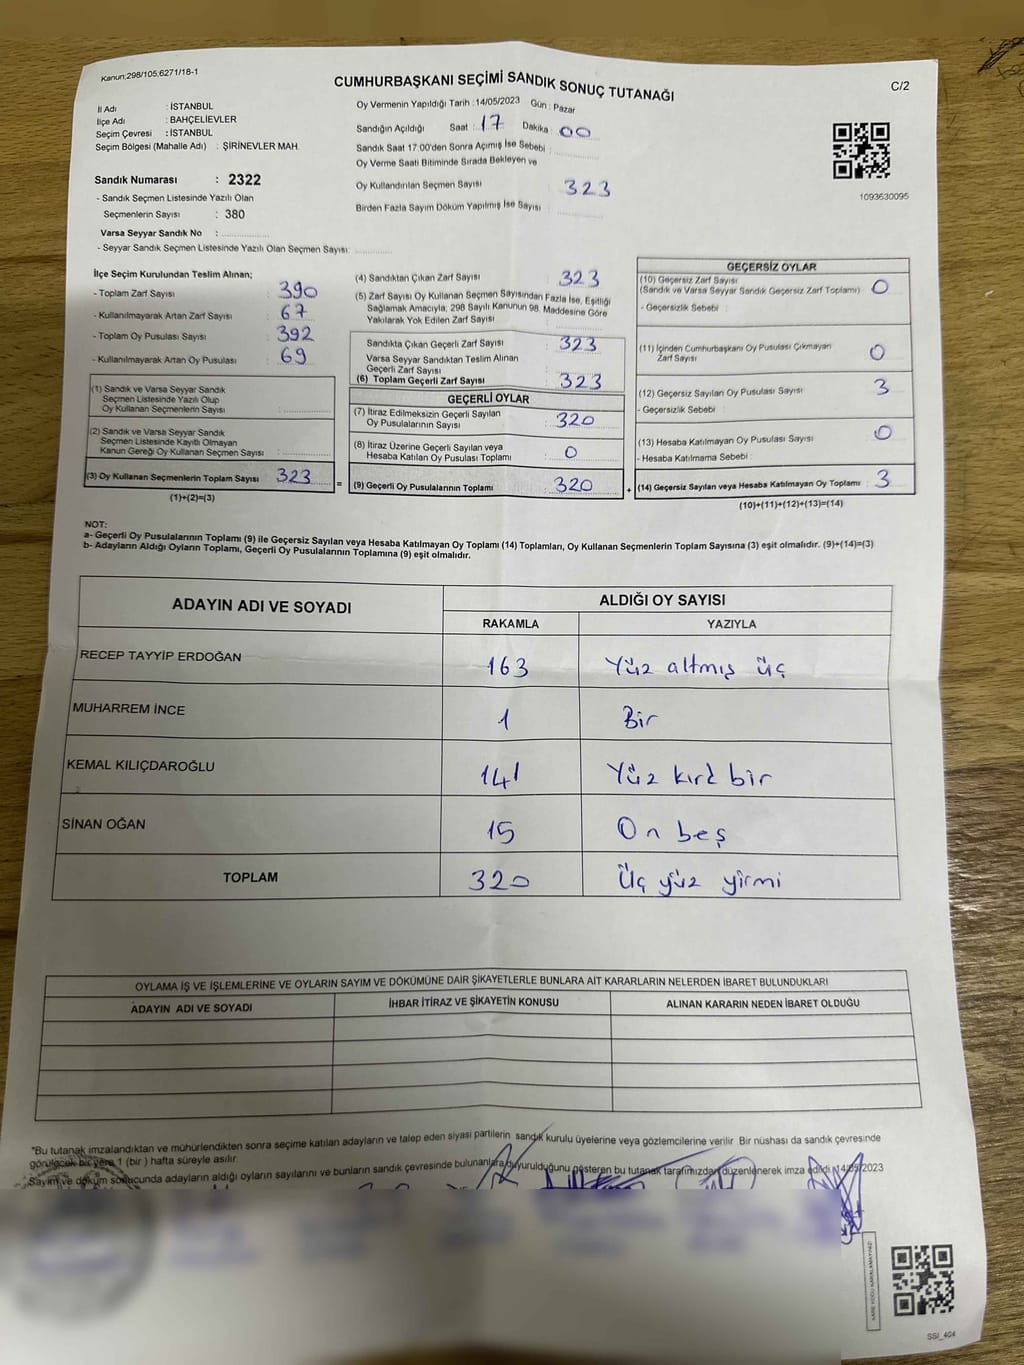 Kanun;298/105,6271/18-1
CUMHURBAŞKANI SEÇİMİ SANDIK SONUÇ TUTANAĞI
C/2
İl Adı : İSTANBUL
İlçe Adı : BAHÇELİEVLER
Seçim Çevresi : İSTANBUL
Seçim Bölgesi (Mahalle Adı) : ŞİRİNEVLER MAH.
Sandık Numarası : 2322
- Sandık Seçmen Listesinde Yazılı Olan
Seçmenlerin Sayısı : 380
Varsa Seyyar Sandık No :
- Seyyar Sandık Seçmen Listesinde Yazılı Olan Seçmen Sayısı:
Oy Vermenin Yapıldığı Tarih : 14/05/2023 Gün : Pazar
Sandığın Açıldığı Saat : 17 Dakika : 00
Sandık Saat 17:00'den Sonra Açımış İse Sebebi :
Oy Verme Saati Bitiminde Sırada Bekleyen ve
Oy Kullandırılan Seçmen Sayısı : 323
Birden Fazla Sayım Döküm Yapılmış İse Sayısı :
1093630095
İlçe Seçim Kurulundan Teslim Alınan;
- Toplam Zarf Sayısı : 390
- Kullanılmayarak Artan Zarf Sayısı : 67
- Toplam Oy Pusulası Sayısı : 392
- Kullanılmayarak Artan Oy Pusulası : 69
(1) Sandık ve Varsa Seyyar Sandık
Seçmen Listesinde Yazılı Olup
Oy Kullanan Seçmenlerin Sayısı :
(2) Sandık ve Varsa Seyyar Sandık
Seçmen Listesinde Kayıtlı Olmayan
Kanun Gereği Oy Kullanan Seçmen Sayısı :
(3) Oy Kullanan Seçmenlerin Toplam Sayısı : 323
(1)+(2)=(3)
=
(4) Sandıktan Çıkan Zarf Sayısı : 323
(5) Zarf Sayısı Oy Kullanan Seçmen Sayısından Fazla İse, Eşitliği
Sağlamak Amacıyla, 298 Sayılı Kanunun 98. Maddesine Göre
Yakılarak Yok Edilen Zarf Sayısı :
Sandıkta Çıkan Geçerli Zarf Sayısı : 323
Varsa Seyyar Sandıktan Teslim Alınan
Geçerli Zarf Sayısı :
(6) Toplam Geçerli Zarf Sayısı : 323
GEÇERLİ OYLAR
(7) İtiraz Edilmeksizin Geçerli Sayılan
Oy Pusulalarının Sayısı : 320
(8) İtiraz Üzerine Geçerli Sayılan veya
Hesaba Katılan Oy Pusulası Toplamı : 0
(9) Geçerli Oy Pusulalarının Toplamı : 320
+
GEÇERSİZ OYLAR
(10) Geçersiz Zarf Sayısı : 0
(Sandık ve Varsa Seyyar Sandık Geçersiz Zarf Toplamı)
- Geçersizlik Sebebi :
(11) İçinden Cumhurbaşkanı Oy Pusulası Çıkmayan
Zarf Sayısı : 0
(12) Geçersiz Sayılan Oy Pusulası Sayısı : 3
- Geçersizlik Sebebi
(13) Hesaba Katılmayan Oy Pusulası Sayısı : 0
- Hesaba Katılmama Sebebi :
(14) Geçersiz Sayılan veya Hesaba Katılmayan Oy Toplamı : 3
(10)+(11)+(12)+(13)=(14)
NOT:
a- Geçerli Oy Pusulalarının Toplamı (9) ile Geçersiz Sayılan veya Hesaba Katılmayan Oy Toplamı (14) Toplamları, Oy Kullanan Seçmenlerin Toplam Sayısına (3) eşit olmalıdır. (9)+(14)=(3)
b- Adayların Aldığı Oyların Toplamı, Geçerli Oy Pusulalarının Toplamına (9) eşit olmalıdır.
ADAYIN ADI VE SOYADI
ALDIĞI OY SAYISI
RAKAMLA YAZIYLA
RECEP TAYYİP ERDOĞAN 163 Yüz altmış üç
MUHARREM İNCE 1 Bir
KEMAL KILIÇDAROĞLU 141 Yüz kırk bir
SİNAN OĞAN 15 On beş
TOPLAM 320 Üç yüz yirmi
OYLAMA İŞ VE İŞLEMLERİNE VE OYLARIN SAYIM VE DÖKÜMÜNE DAİR ŞİKAYETLERLE BUNLARA AİT KARARLARIN NELERDEN İBARET BULUNDUKLARI
ADAYIN ADI VE SOYADI İHBAR İTİRAZ VE ŞİKAYETİN KONUSU ALINAN KARARIN NEDEN İBARET OLDUĞU
*Bu tutanak imzalandıktan ve mühürlendikten sonra seçime katılan adayların ve talep eden siyasi partilerin sandık kurulu üyelerine veya gözlemcilerine verilir. Bir nüshası da sandık çevresinde
görülecek bir yere 1 (bir) hafta süreyle asılır.
Sayım ve döküm sonucunda adayların aldığı oyların sayılarını ve bunların sandık çevresinde bulunanlara duyurulduğunu gösteren bu tutanak tarafımızdan düzenlenerek imza edildi. 14/05/2023
SSI_404